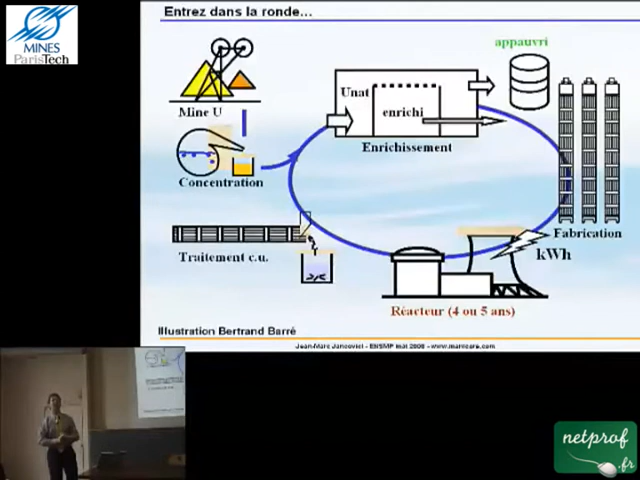 MINES
ParisTech
Entrez dans la ronde...
appauvri
Unat
enrichi
Mine U
Enrichissement
Concentration
Fabrication
kWh
Traitement c.u.
Réacteur (4 ou 5 ans)
Illustration Bertrand Barré
Jean-Marc Jancovici - ENSMP mai 2008 - www.manicore.com
netprof
.fr